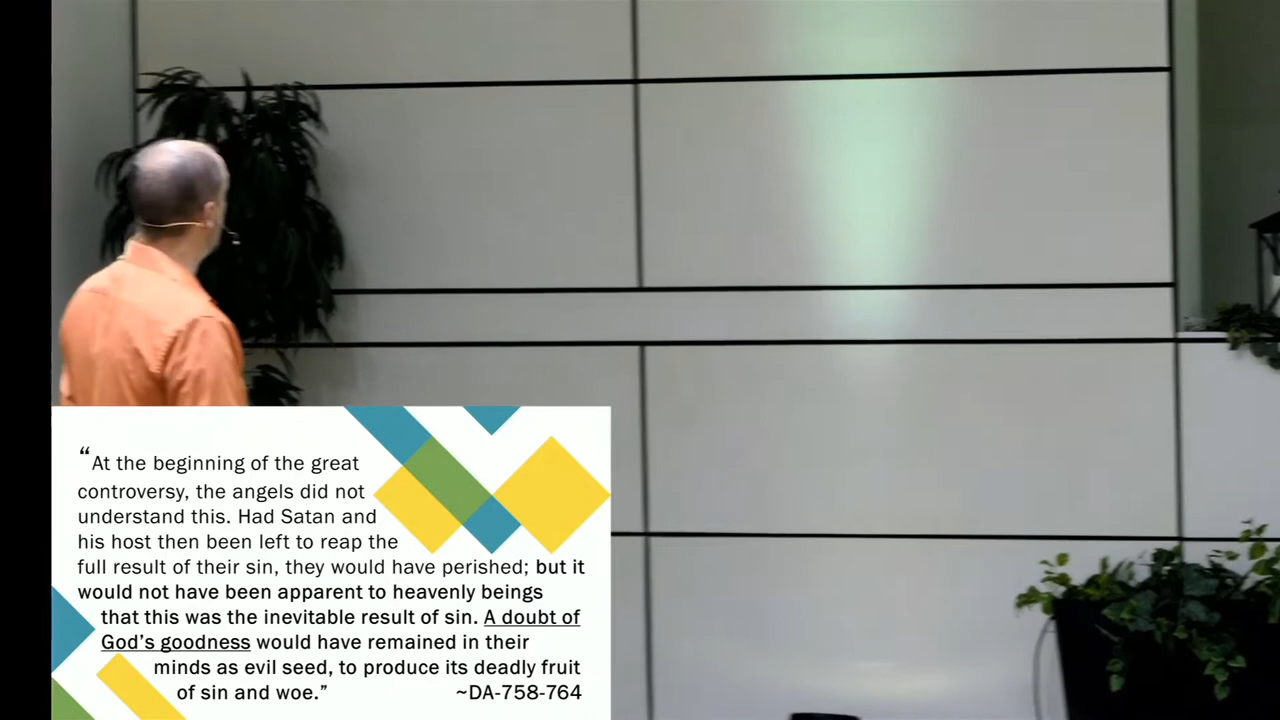 “At the beginning of the great
controversy, the angels did not
understand this. Had Satan and
his host then been left to reap the
full result of their sin, they would have perished; but it
would not have been apparent to heavenly beings
that this was the inevitable result of sin. A doubt of
God’s goodness would have remained in their
minds as evil seed, to produce its deadly fruit
of sin and woe.” ~DA-758-764